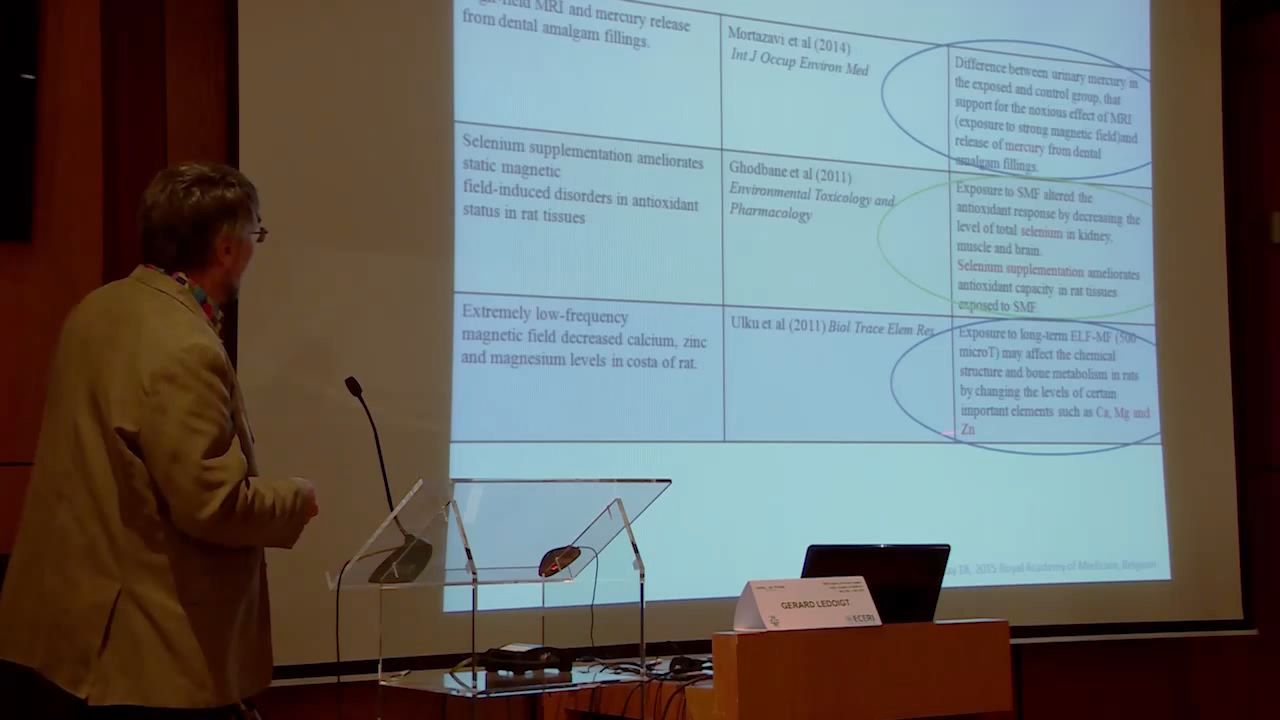 MRI and mercury release
from dental amalgam fillings.
Mortazavi et al (2014)
Int J Occup Environ Med
Difference between urinary mercury in
the exposed and control group, that
support for the noxious effect of MRI
(exposure to strong magnetic field)and
release of mercury from dental
amalgam fillings.
Selenium supplementation ameliorates
static magnetic
field-induced disorders in antioxidant
status in rat tissues
Ghodbane et al (2011)
Environmental Toxicology and
Pharmacology
Exposure to SMF altered the
antioxidant response by decreasing the
level of total selenium in kidney,
muscle and brain.
Selenium supplementation ameliorates
antioxidant capacity in rat tissues
exposed to SMF.
Extremely low-frequency
magnetic field decreased calcium, zinc
and magnesium levels in costa of rat.
Ulku et al (2011) Biol Trace Elem Res
Exposure to long-term ELF-MF (500
microT) may affect the chemical
structure and bone metabolism in rats
by changing the levels of certain
important elements such as Ca, Mg and
Zn
18, 2015 Royal Academy of Medicine, Belgium
GERARD LEDOIGT
ECERI